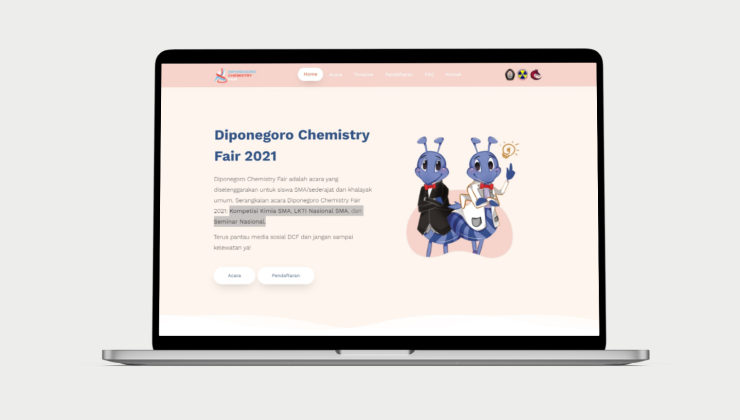 DIPONEGORO
CHEMISTRY
Home Acara Pendaftaran FAQ Kontak
Diponegoro Chemistry
Fair 2021
Diponegoro Chemistry Fair adalah acara yang
diselenggarakan untuk siswa SMA/sederajat dan khalayak
umum. Serangkaian acara Diponegoro Chemistry Fair
2021: Kompetisi Kimia SMA, LKTI Nasional SMA, dan
Seminar Nasional.
Terus pantau media sosial DCF dan jangan sampai
kelewatan ya!
Acara Pendaftaran